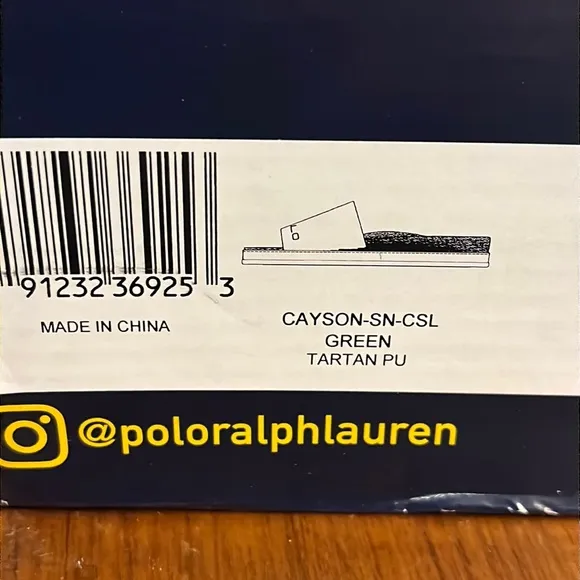 91232 36925 3
MADE IN CHINA
CAYSON-SN-CSL
GREEN
TARTAN PU
@poloralphlauren